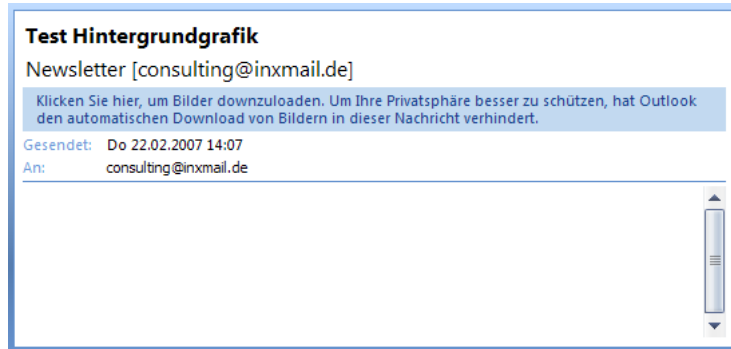 Test Hintergrundgrafik
Newsletter [consulting@inxmail.de]
Klicken Sie hier, um Bilder downzuloaden. Um Ihre Privatsphäre besser zu schützen, hat Outlook
den automatischen Download von Bildern in dieser Nachricht verhindert.
Gesendet: Do 22.02.2007 14:07
An: consulting@inxmail.de